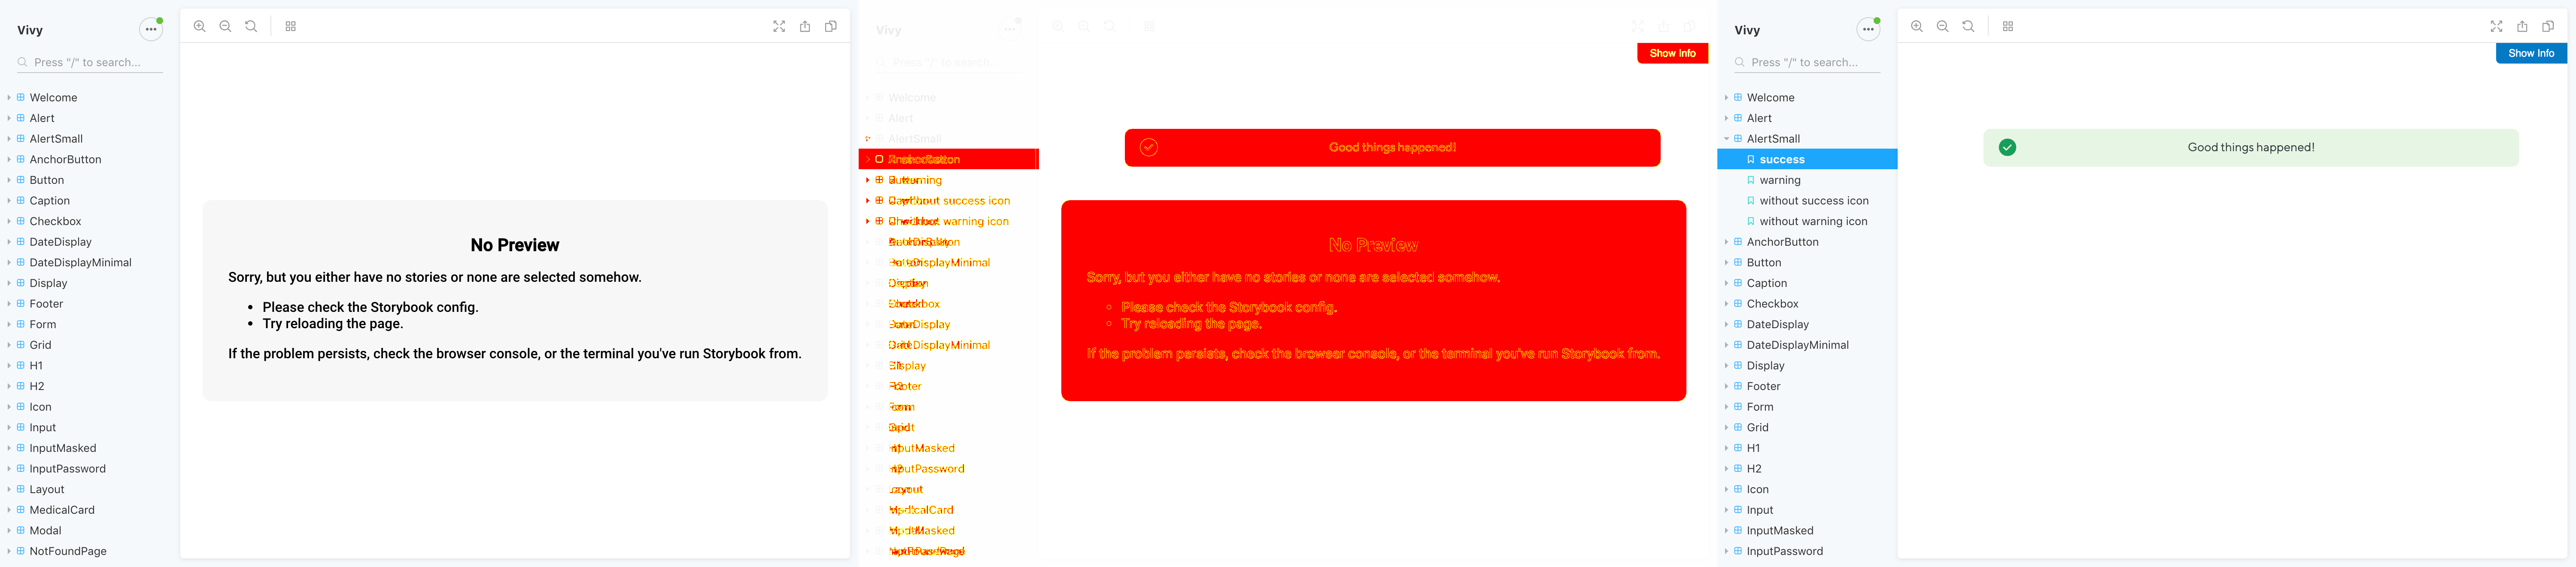 Vivy
Press "/" to search...
Welcome
Alert
AlertSmall
AnchorButton
Button
Caption
Checkbox
DateDisplay
DateDisplayMinimal
Display
Footer
Form
Grid
H1
H2
Icon
Input
InputMasked
InputPassword
Layout
MedicalCard
Modal
NotFoundPage
No Preview
Sorry, but you either have no stories or none are selected somehow.
• Please check the Storybook config.
• Try reloading the page.
If the problem persists, check the browser console, or the terminal you've run Storybook from.
Vivy
Press "/" to search...
Welcome
Alert
AlertSmall
Show Info
Good things happened!
No Preview
Sorry, but you either have no stories or none are selected somehow.
Please check the Storybook config.
Try reloading the page.
If the problem persists, check the browser console, or the terminal you've run Storybook from.
Vivy
Press "/" to search...
Welcome
Alert
AlertSmall
success
warning
without success icon
without warning icon
AnchorButton
Button
Caption
Checkbox
DateDisplay
DateDisplayMinimal
Display
Footer
Form
Grid
H1
H2
Icon
Input
InputMasked
InputPassword
Show Info
Good things happened!